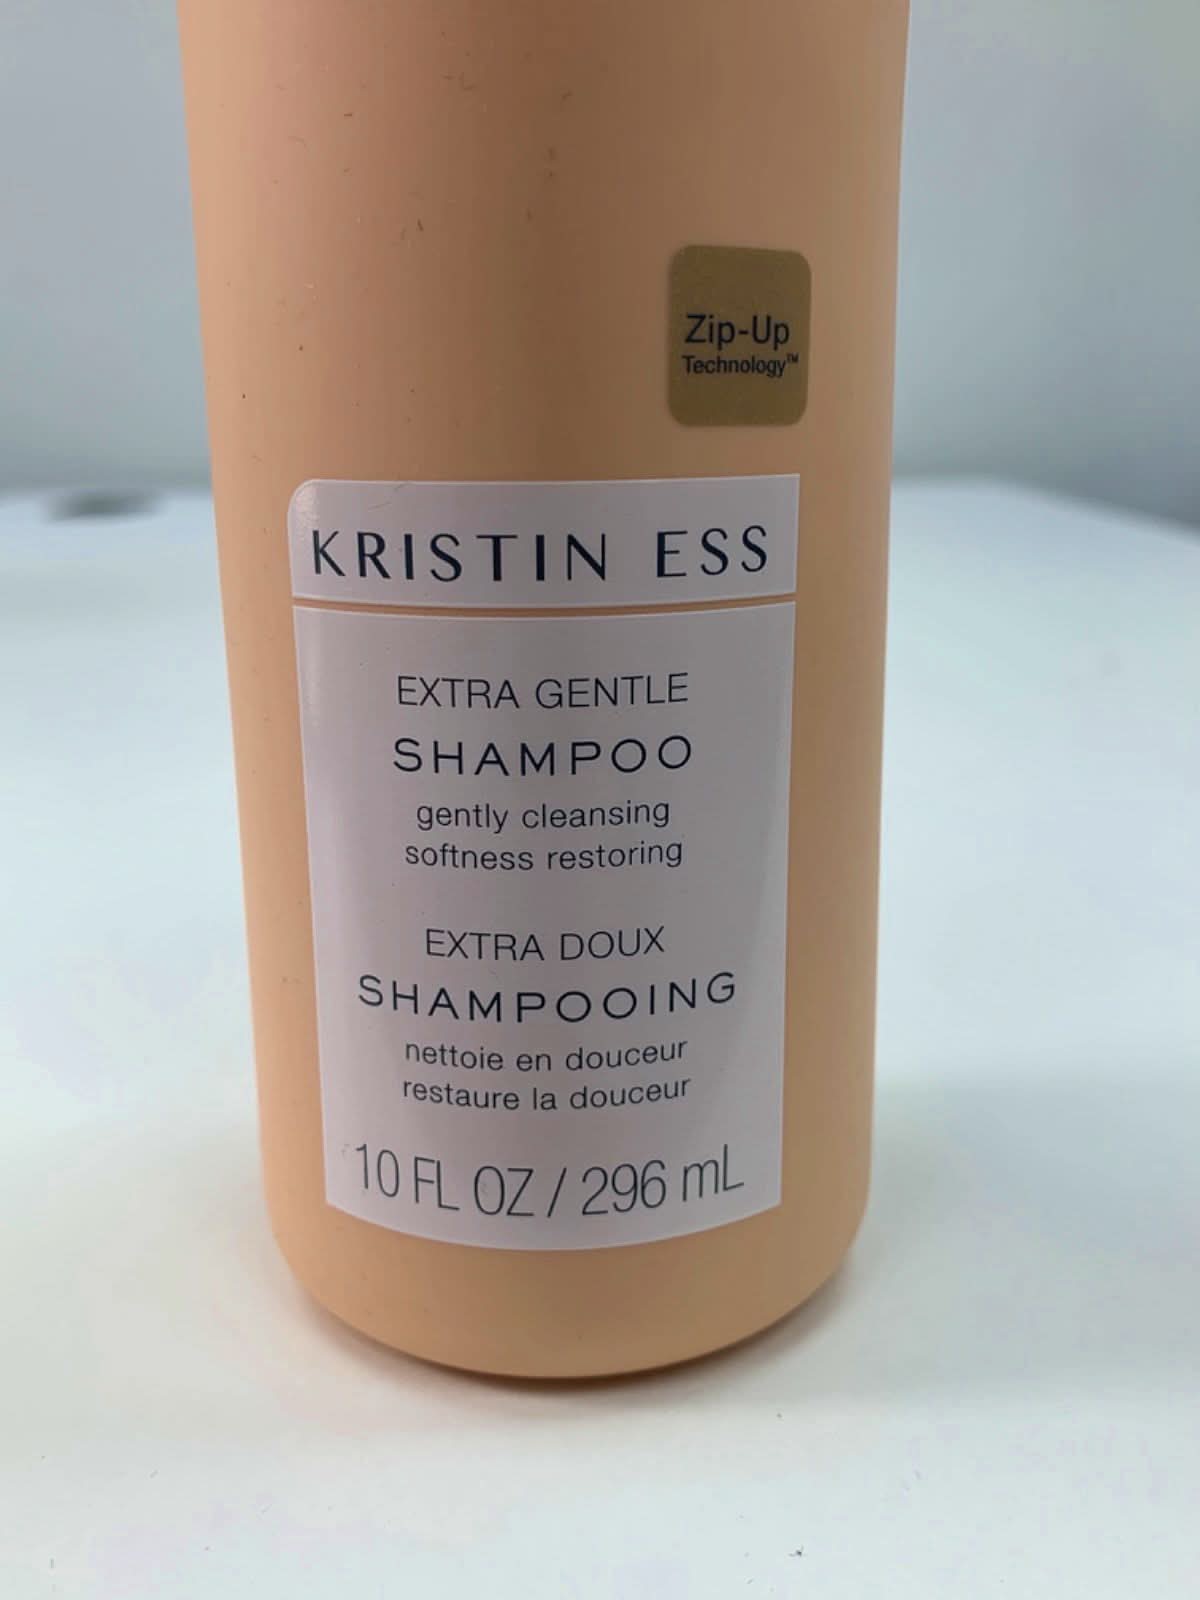 Zip-Up
Technology™
KRISTIN ESS
EXTRA GENTLE
SHAMPOO
gently cleansing
softness restoring
EXTRA DOUX
SHAMPOOING
nettoie en douceur
restaure la douceur
10 FL OZ / 296 mL